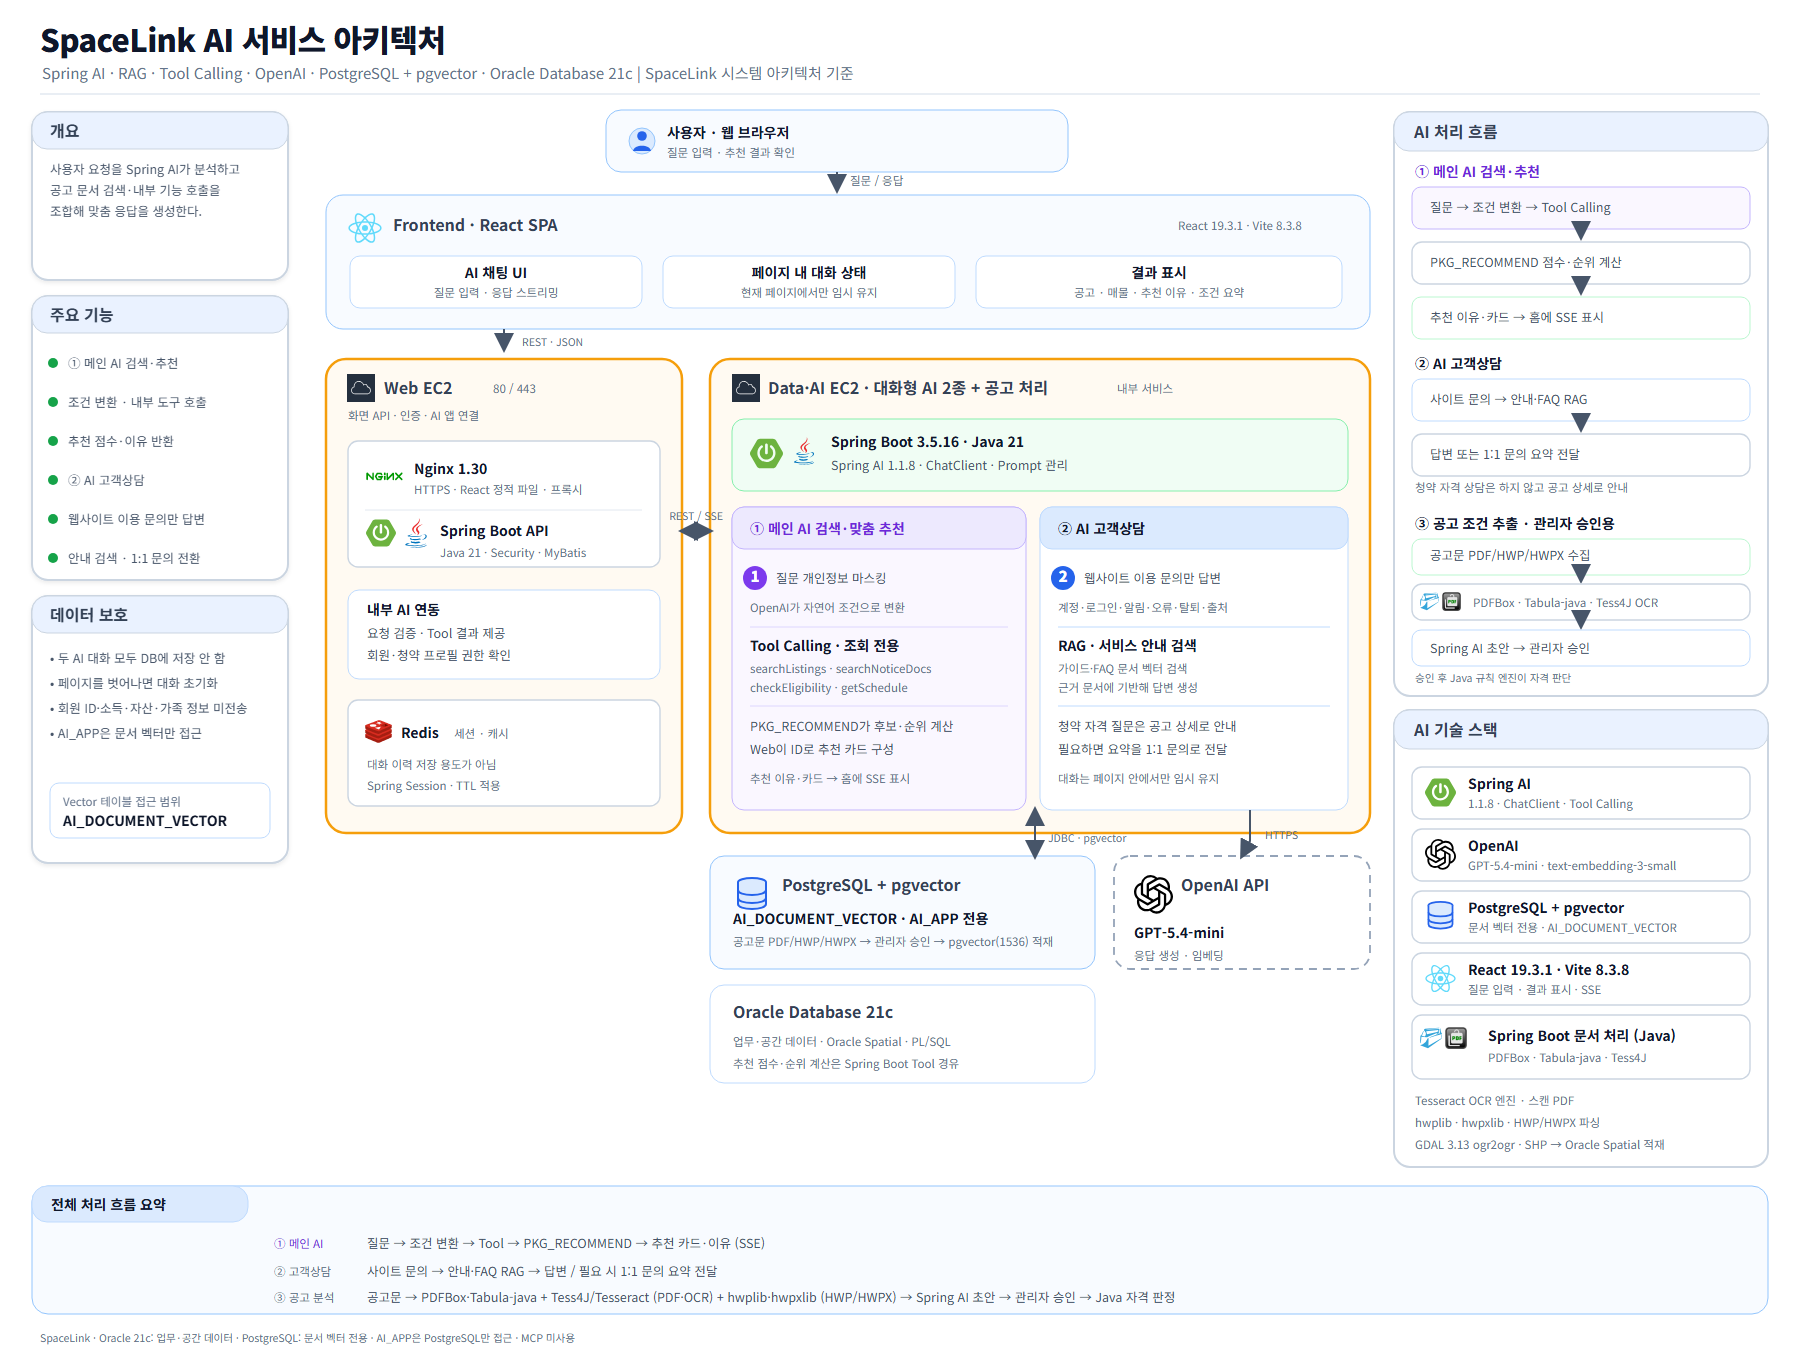 SpaceLink AI 서비스 아키텍처
Spring AI · RAG · Tool Calling · OpenAI · PostgreSQL + pgvector · Oracle Database 21c | SpaceLink 시스템 아키텍처 기준
개요
사용자 요청을 Spring AI가 분석하고
공고 문서 검색·내부 기능 호출을
조합해 맞춤 응답을 생성한다.
주요 기능
① 메인 AI 검색·추천
조건 변환 · 내부 도구 호출
추천 점수·이유 반환
② AI 고객상담
웹사이트 이용 문의만 답변
안내 검색 · 1:1 문의 전환
데이터 보호
• 두 AI 대화 모두 DB에 저장 안 함
• 페이지를 벗어나면 대화 초기화
• 회원 ID·소득·자산·가족 정보 미전송
• AI_APP은 문서 벡터만 접근
Vector 테이블 접근 범위
AI_DOCUMENT_VECTOR
사용자 · 웹 브라우저
질문 입력 · 추천 결과 확인
질문 / 응답
Frontend · React SPA
React 19.3.1 · Vite 8.3.8
AI 채팅 UI
질문 입력 · 응답 스트리밍
페이지 내 대화 상태
현재 페이지에서만 임시 유지
결과 표시
공고 · 매물 · 추천 이유 · 조건 요약
REST · JSON
Web EC2
80 / 443
화면 API · 인증 · AI 앱 연결
NGINX
Nginx 1.30
HTTPS · React 정적 파일 · 프록시
Spring Boot API
Java 21 · Security · MyBatis
내부 AI 연동
요청 검증 · Tool 결과 제공
회원·청약 프로필 권한 확인
Redis
세션 · 캐시
대화 이력 저장 용도가 아님
Spring Session · TTL 적용
REST / SSE
Data·AI EC2 · 대화형 AI 2종 + 공고 처리
내부 서비스
Spring Boot 3.5.16 · Java 21
Spring AI 1.1.8 · ChatClient · Prompt 관리
① 메인 AI 검색·맞춤 추천
1
질문 개인정보 마스킹
OpenAI가 자연어 조건으로 변환
Tool Calling · 조회 전용
searchListings · searchNoticeDocs
checkEligibility · getSchedule
PKG_RECOMMEND가 후보·순위 계산
Web이 ID로 추천 카드 구성
추천 이유·카드 → 홈에 SSE 표시
② AI 고객상담
2
웹사이트 이용 문의만 답변
계정·로그인·알림·오류·탈퇴·출처
RAG · 서비스 안내 검색
가이드·FAQ 문서 벡터 검색
근거 문서에 기반해 답변 생성
청약 자격 질문은 공고 상세로 안내
필요하면 요약을 1:1 문의로 전달
대화는 페이지 안에서만 임시 유지
JDBC · pgvector
HTTPS
PostgreSQL + pgvector
AI_DOCUMENT_VECTOR · AI_APP 전용
공고문 PDF/HWP/HWPX → 관리자 승인 → pgvector(1536) 적재
OpenAI API
GPT-5.4-mini
응답 생성 · 임베딩
Oracle Database 21c
업무·공간 데이터 · Oracle Spatial · PL/SQL
추천 점수·순위 계산은 Spring Boot Tool 경유
AI 처리 흐름
① 메인 AI 검색·추천
질문 → 조건 변환 → Tool Calling
PKG_RECOMMEND 점수·순위 계산
추천 이유·카드 → 홈에 SSE 표시
② AI 고객상담
사이트 문의 → 안내·FAQ RAG
답변 또는 1:1 문의 요약 전달
청약 자격 상담은 하지 않고 공고 상세로 안내
③ 공고 조건 추출 · 관리자 승인용
공고문 PDF/HWP/HWPX 수집
PDF
PDFBox · Tabula-java · Tess4J OCR
Spring AI 초안 → 관리자 승인
승인 후 Java 규칙 엔진이 자격 판단
AI 기술 스택
Spring AI
1.1.8 · ChatClient · Tool Calling
OpenAI
GPT-5.4-mini · text-embedding-3-small
PostgreSQL + pgvector
문서 벡터 전용 · AI_DOCUMENT_VECTOR
React 19.3.1 · Vite 8.3.8
질문 입력 · 결과 표시 · SSE
PDF
Spring Boot 문서 처리 (Java)
PDFBox · Tabula-java · Tess4J
Tesseract OCR 엔진 · 스캔 PDF
hwplib · hwpxlib · HWP/HWPX 파싱
GDAL 3.13 ogr2ogr · SHP → Oracle Spatial 적재
전체 처리 흐름 요약
① 메인 AI 질문 → 조건 변환 → Tool → PKG_RECOMMEND → 추천 카드·이유 (SSE)
② 고객상담 사이트 문의 → 안내·FAQ RAG → 답변 / 필요 시 1:1 문의 요약 전달
③ 공고 분석 공고문 → PDFBox·Tabula-java + Tess4J/Tesseract (PDF·OCR) + hwplib·hwpxlib (HWP/HWPX) → Spring AI 초안 → 관리자 승인 → Java 자격 판정
SpaceLink · Oracle 21c: 업무·공간 데이터 · PostgreSQL: 문서 벡터 전용 · AI_APP은 PostgreSQL만 접근 · MCP 미사용